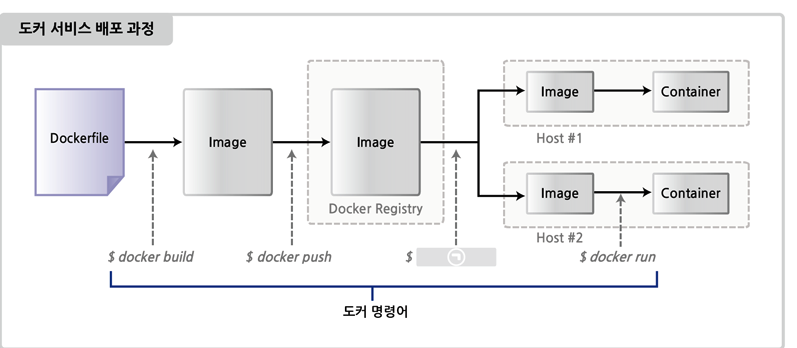 도커 서비스 배포 과정
Dockerfile
Image
Image
Docker Registry
Image
Container
Host #1
Image
Container
Host #2
$ docker build
$ docker push
$ ㉠
$ docker run
도커 명령어